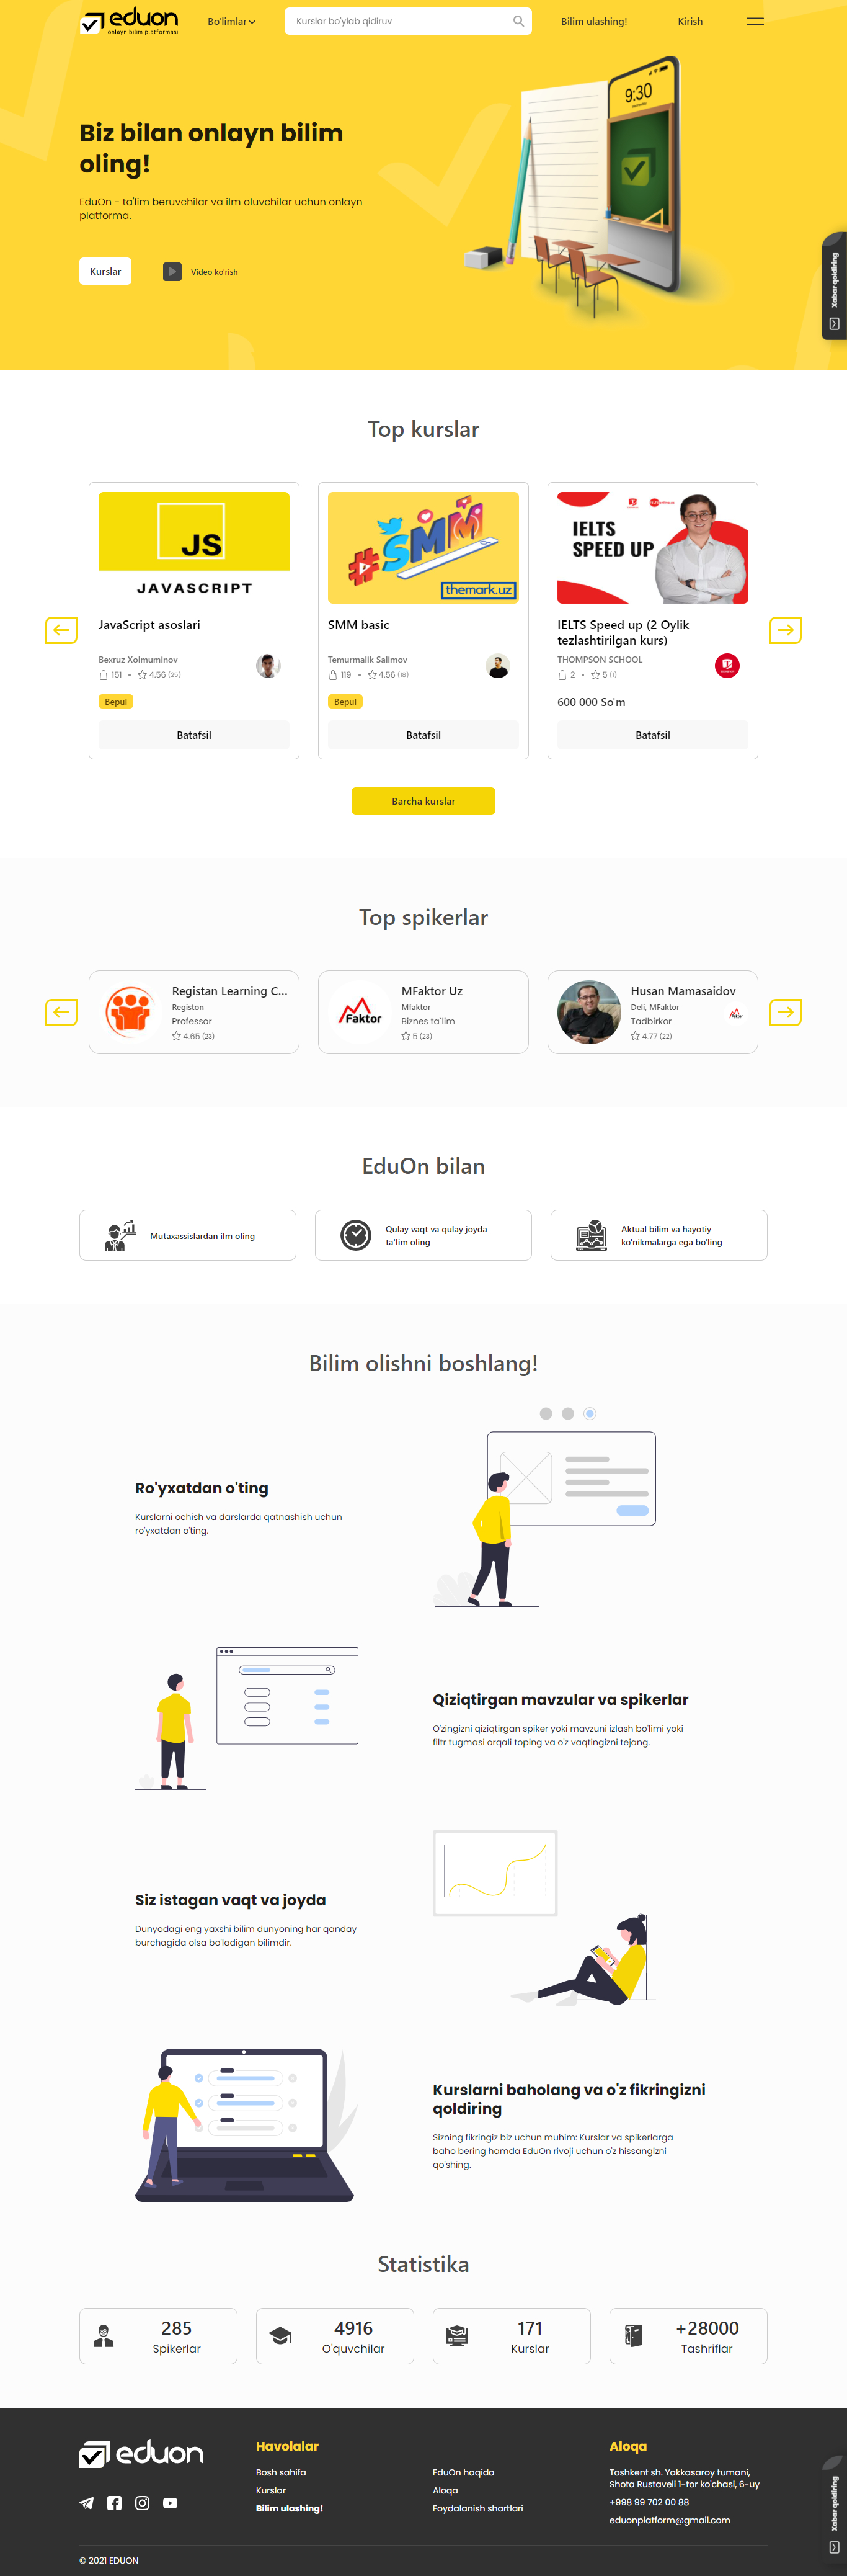 eduon
onlayn bilim platformasi
Bo'limlar
Kurslar bo'ylab qidiruv
Bilim ulashing!
Kirish
9:30
Biz bilan onlayn bilim
oling!
EduOn - ta'lim beruvchilar va ilm oluvchilar uchun onlayn
platforma.
Kurslar
Video ko'rish
Xabar qoldiring
Top kurslar
JS
JAVASCRIPT
JavaScript asoslari
Bexruz Xolmuminov
151 • 4.56 (25)
Bepul
Batafsil
#SMM
themark.uz
SMM basic
Temurmalik Salimov
119 • 4.56 (18)
Bepul
Batafsil
IELTS
SPEED UP
IELTS Speed up (2 Oylik
tezlashtirilgan kurs)
THOMPSON SCHOOL
2 • 5 (1)
600 000 So'm
Batafsil
Barcha kurslar
Top spikerlar
Registan Learning C...
Registon
Professor
4.65 (23)
Faktor
MFaktor Uz
Mfaktor
Biznes ta'lim
5 (23)
Husan Mamasaidov
Deli, MFaktor
Tadbirkor
4.77 (22)
Faktor
EduOn bilan
Mutaxassislardan ilm oling
Qulay vaqt va qulay joyda
ta'lim oling
Aktual bilim va hayotiy
ko'nikmalarga ega bo'ling
Bilim olishni boshlang!
Ro'yxatdan o'ting
Kurslarni ochish va darslarda qatnashish uchun
ro'yxatdan o'ting.
Qiziqtirgan mavzular va spikerlar
O'zingizni qiziqtirgan spiker yoki mavzuni izlash bo'limi yoki
filtr tugmasi orqali toping va o'z vaqtingizni tejang.
Siz istagan vaqt va joyda
Dunyodagi eng yaxshi bilim dunyoning har qanday
burchagida olsa bo'ladigan bilimdir.
Kurslarni baholang va o'z fikringizni
qoldiring
Sizning fikringiz biz uchun muhim: Kurslar va spikerlarga
baho bering hamda EduOn rivoji uchun o'z hissangizni
qo'shing.
Statistika
285
Spikerlar
4916
O'quvchilar
171
Kurslar
+28000
Tashriflar
eduon
Havolalar
Bosh sahifa
Kurslar
Bilim ulashing!
EduOn haqida
Aloqa
Foydalanish shartlari
Aloqa
Toshkent sh. Yakkasaroy tumani,
Shota Rustaveli 1-tor ko'chasi, 6-uy
+998 99 702 00 88
eduonplatform@gmail.com
Xabar qoldiring
© 2021 EDUON